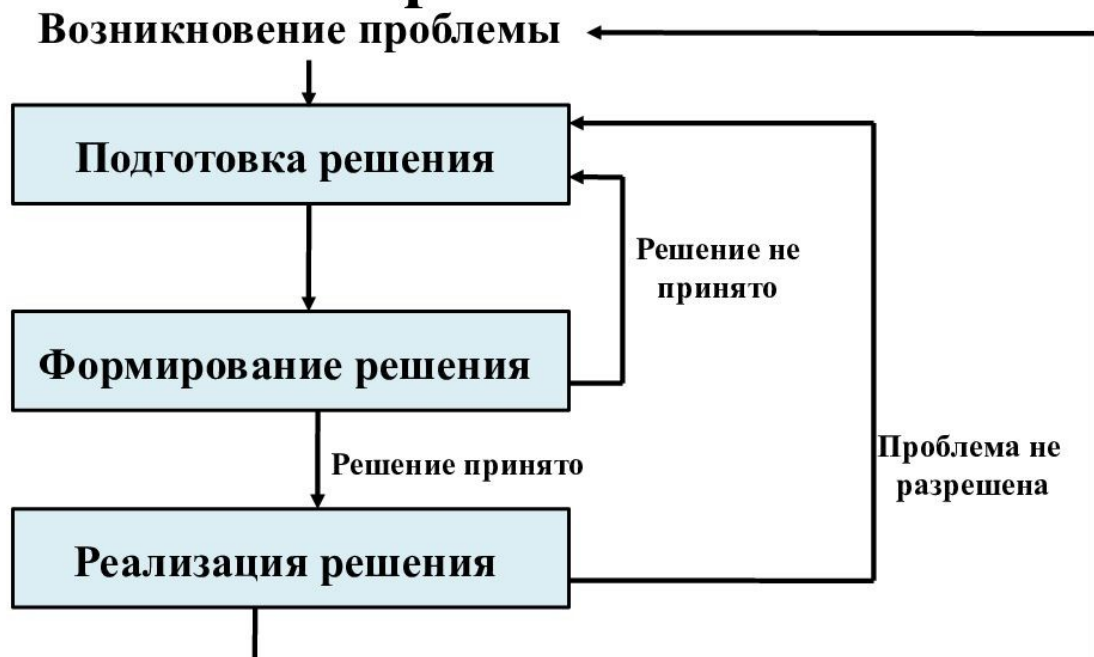 Возникновение проблемы
Подготовка решения
Решение не
принято
Формирование решения
Решение принято
Проблема не
разрешена
Реализация решения